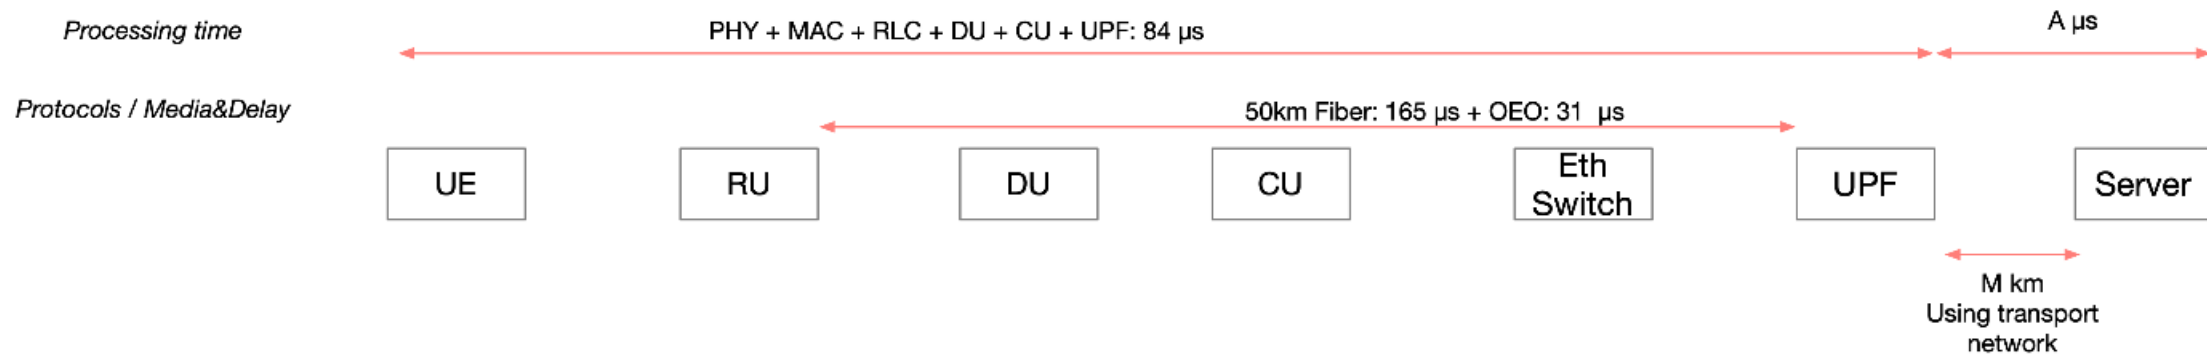 Processing time
PHY + MAC + RLC + DU + CU + UPF: 84 μs
A μs
Protocols / Media&Delay
50km Fiber: 165 μs + OEO: 31 μs
UE
RU
DU
CU
Eth
Switch
UPF
Server
M km
Using transport
network